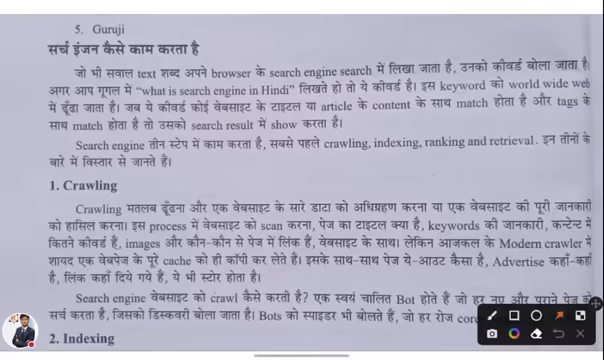 5. Guruji
सर्च इंजन कैसे काम करता है
जो भी सवाल text शब्द अपने browser के search engine search में लिखा जाता है, उनको कीवर्ड बोला जाता है।
अगर आप गूगल में "what is search engine in Hindi" लिखते हो तो ये कीवर्ड है। इस keyword को world wide web
में ढूँढा जाता है। जब ये कीवर्ड कोई वेबसाइट के टाइटल या article के content के साथ match होता है और tags के
साथ match होता है तो उसको search result में show करता है।
Search engine तीन स्टेप में काम करता है, सबसे पहले crawling, indexing, ranking and retrieval. इन तीनों के
बारे में विस्तार से जानते है।
1. Crawling
Crawling मतलब ढूँढना और एक वेबसाइट के सारे डाटा को अधिग्रहण करना या एक वेबसाइट की पूरी जानकारी
को हासिल करना। इस process में वेबसाइट को scan करना, पेज का टाइटल क्या है, keywords की जानकारी, कन्टेन्ट में
कितने कीवर्ड है, images और कौन-कौन से पेज में लिंक है, वेबसाइट के साथ। लेकिन आजकल के Modern crawler में
शायद एक वेबपेज के पूरे cache को ही कॉपी कर लेते है। इसके साथ-साथ पेज ये-आउट कैसा है, Advertise कहाँ-कहाँ
है, लिंक कहाँ दिये गये है, ये भी स्टोर होता है।
Search engine वेबसाइट को crawl कैसे करती है? एक स्वयं चालित Bot होते है जो हर नए और पुराने पेज को
सर्च करता है, जिसको डिस्कवरी बोला जाता है। Bots को स्पाइडर भी बोलते है, जो हर रोज
2. Indexing